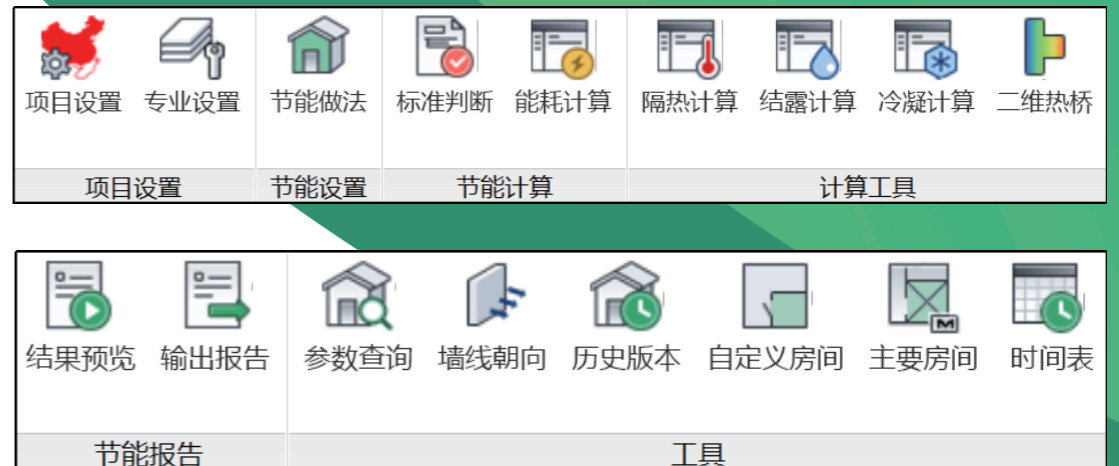 项目设置 专业设置 节能做法 标准判断 能耗计算 隔热计算 结露计算 冷凝计算 二维热桥
项目设置 节能设置 节能计算 计算工具
结果预览 输出报告 参数查询 墙线朝向 历史版本 自定义房间 主要房间 时间表
节能报告 工具